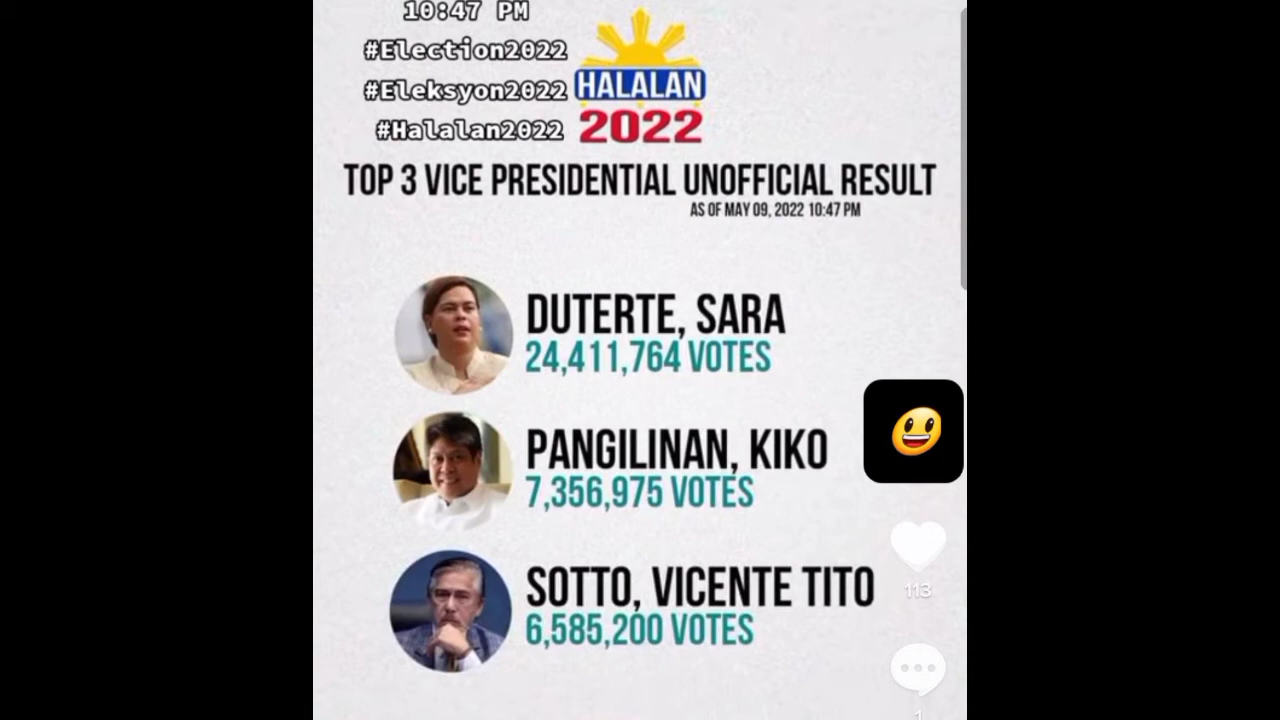 10:47 PM
#Election2022
#Eleksyon2022
#Halalan2022
HALALAN
2022
TOP 3 VICE PRESIDENTIAL UNOFFICIAL RESULT
AS OF MAY 09, 2022 10:47 PM
DUTERTE, SARA
24,411,764 VOTES
PANGILINAN, KIKO
7,356,975 VOTES
SOTTO, VICENTE TITO
6,585,200 VOTES
113
1